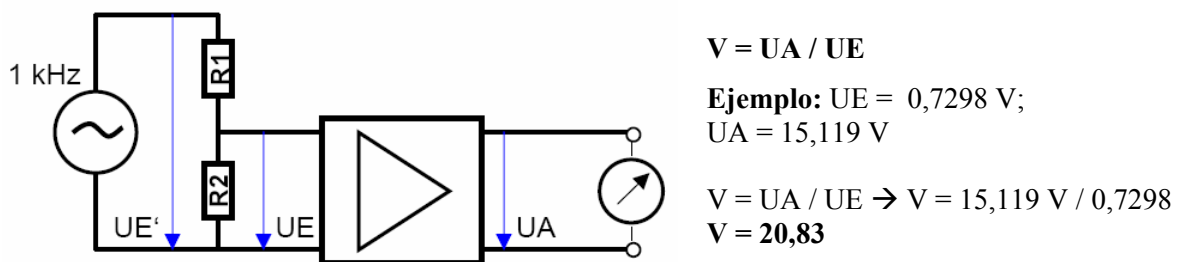 1 kHz
R1
R2
UE‘
UE
UA
V = UA / UE
Ejemplo: UE =  0,7298 V;
UA = 15,119 V
V = UA / UE → V = 15,119 V / 0,7298
V = 20,83